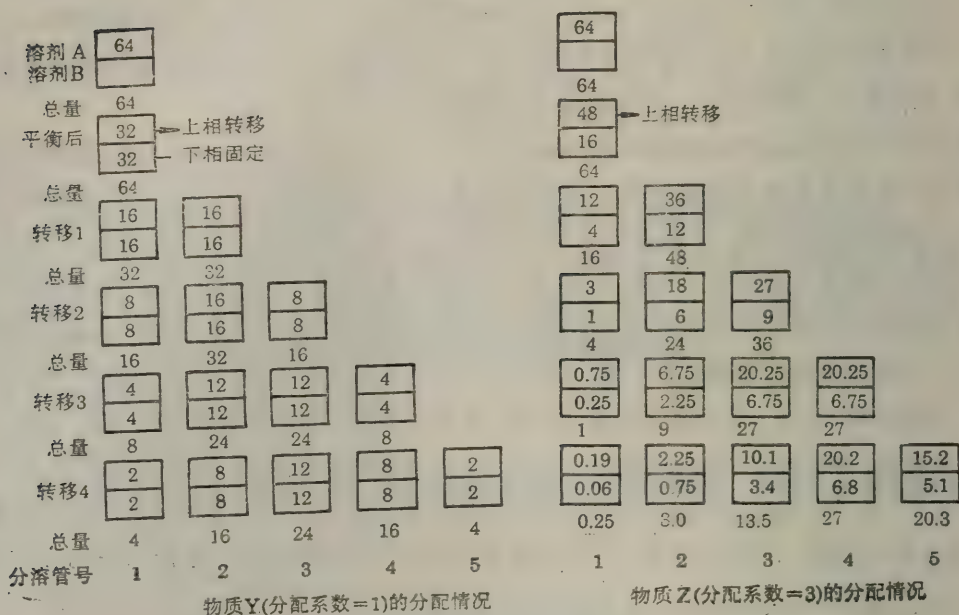 溶剂A 64 64
溶剂B
总量 64 64
平衡后 32 上相转移 48 上相转移
32 下相固定 16
总量 64 64
转移1 16 16 12 36
16 16 4 12
总量 32 32 16 48
转移2 8 16 8 3 18 27
8 16 8 1 6 9
总量 16 32 16 4 24 36
转移3 4 12 12 4 0.75 6.75 20.25 20.25
4 12 12 4 0.25 2.25 6.75 6.75
总量 8 24 24 8 1 9 27 27
转移4 2 8 12 8 2 0.19 2.25 10.1 20.2 15.2
2 8 12 8 2 0.06 0.75 3.4 6.8 5.1
总量 4 16 24 16 4 0.25 3.0 13.5 27 20.3
分溶管号 1 2 3 4 5 1 2 3 4 5
物质Y(分配系数=1)的分配情况 物质Z(分配系数=3)的分配情况